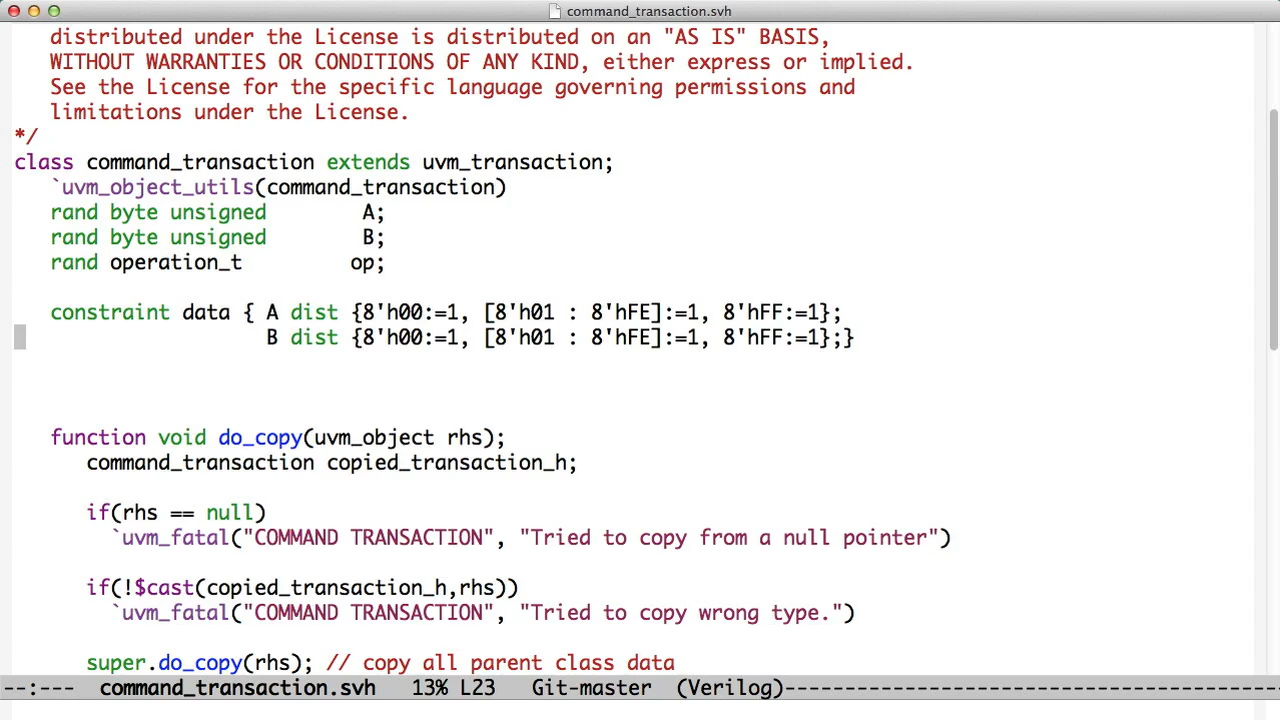 command_transaction.svh
distributed under the License is distributed on an "AS IS" BASIS,
WITHOUT WARRANTIES OR CONDITIONS OF ANY KIND, either express or implied.
See the License for the specific language governing permissions and
limitations under the License.
*/
class command_transaction extends uvm_transaction;
`uvm_object_utils(command_transaction)
rand byte unsigned A;
rand byte unsigned B;
rand operation_t op;
constraint data { A dist {8'h00:=1, [8'h01 : 8'hFE]:=1, 8'hFF:=1};
B dist {8'h00:=1, [8'h01 : 8'hFE]:=1, 8'hFF:=1};}
function void do_copy(uvm_object rhs);
command_transaction copied_transaction_h;
if(rhs == null)
`uvm_fatal("COMMAND TRANSACTION", "Tried to copy from a null pointer")
if(!$cast(copied_transaction_h,rhs))
`uvm_fatal("COMMAND TRANSACTION", "Tried to copy wrong type.")
super.do_copy(rhs); // copy all parent class data
--:--- command_transaction.svh 13% L23 Git-master (Verilog)------------------------------------------